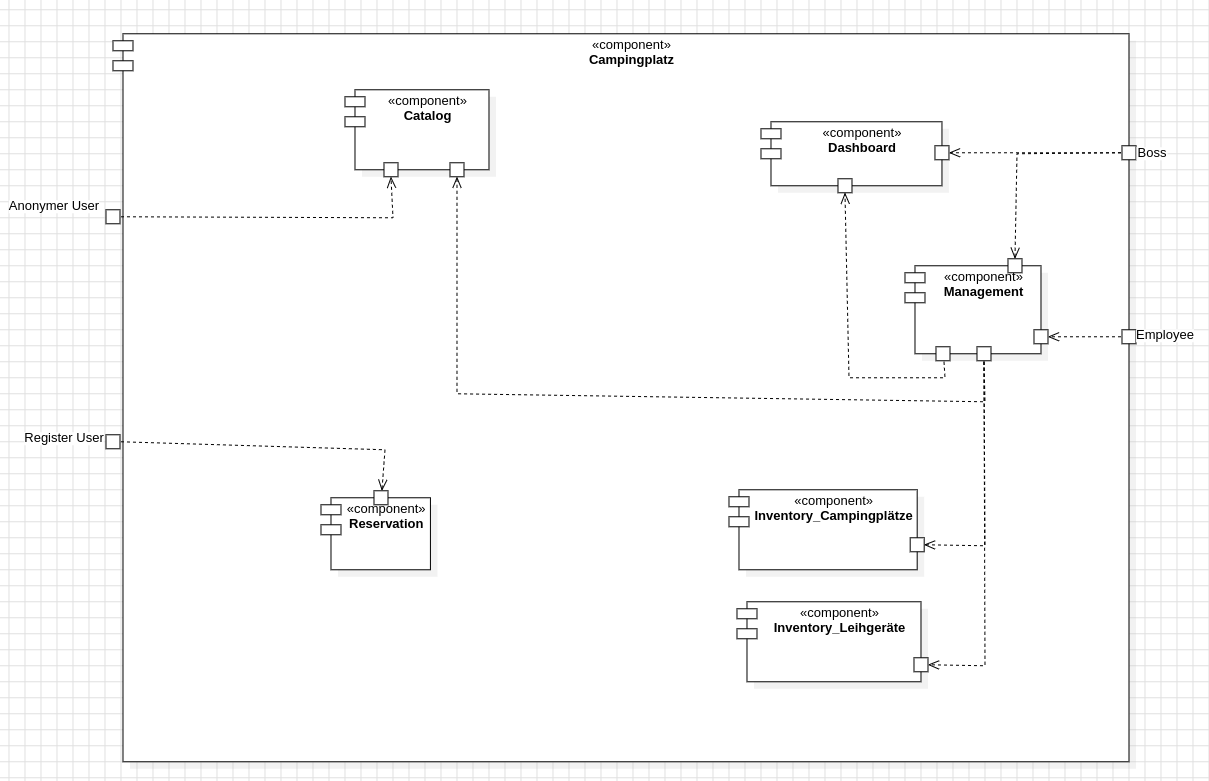 «component»
Campingplatz
«component»
Catalog
«component»
Dashboard
Boss
Anonymer User
«component»
Management
Employee
Register User
«component»
Reservation
«component»
Inventory_Campingplätze
«component»
Inventory_Leihgeräte